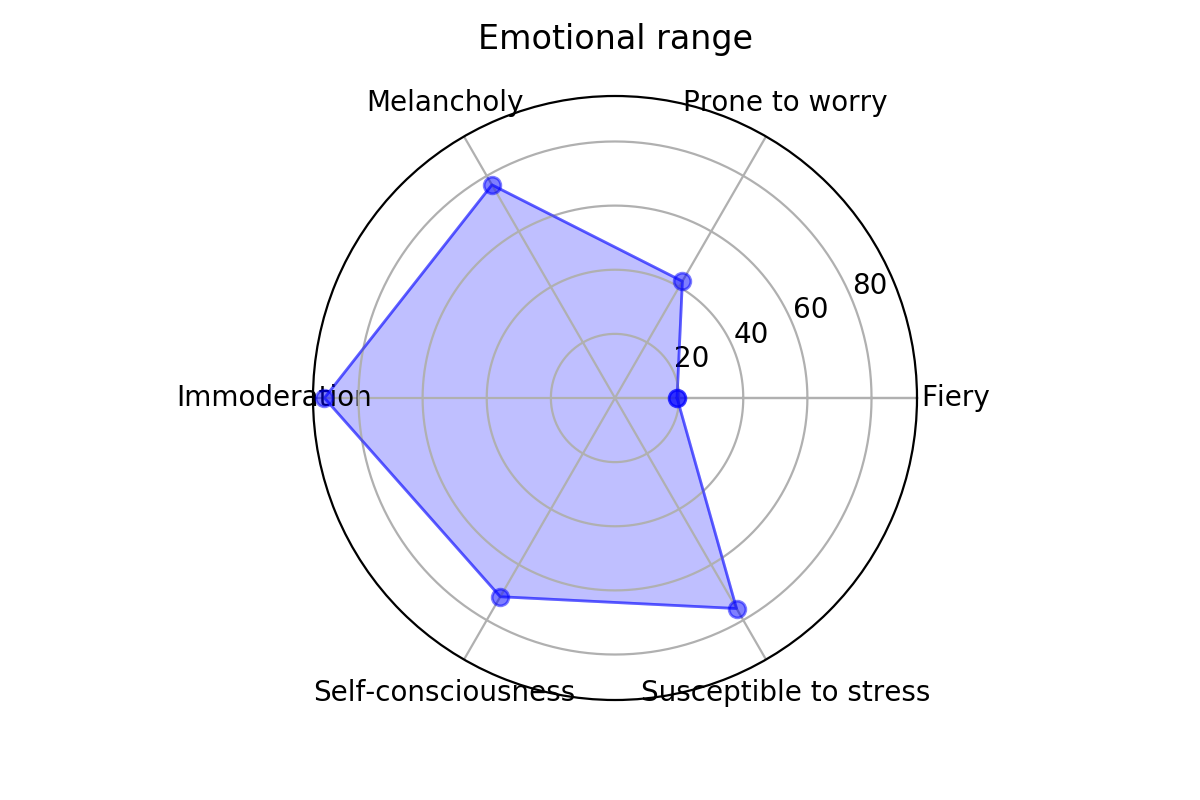 Emotional range
Melancholy
Prone to worry
80
60
40
20
Immoderation
Fiery
Self-consciousness
Susceptible to stress